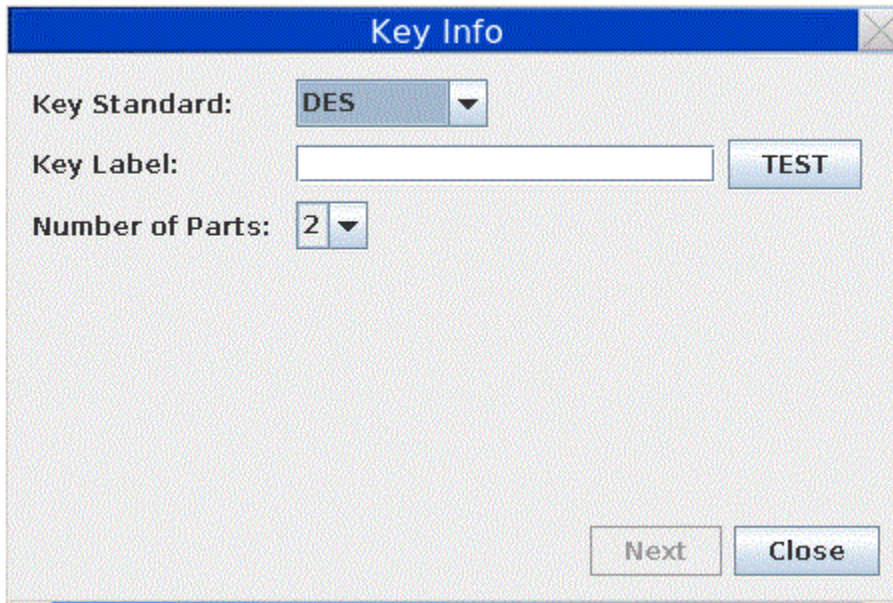 Key Info
Key Standard: DES
Key Label: TEST
Number of Parts: 2
Next Close